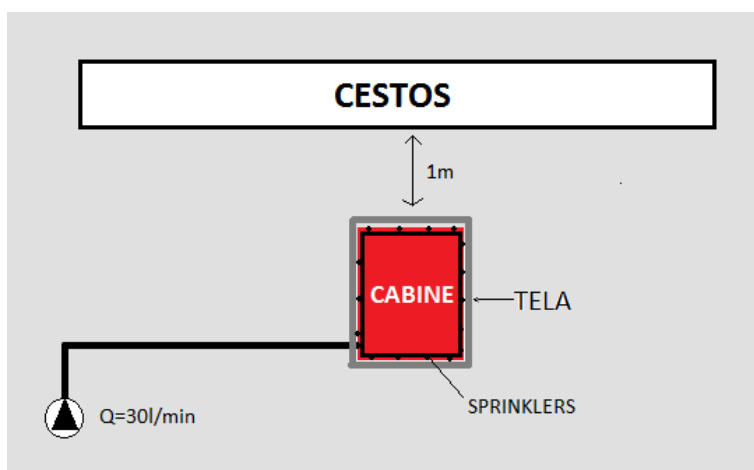 CESTOS
1m
CABINE
TELA
Q=30l/min
SPRINKLERS